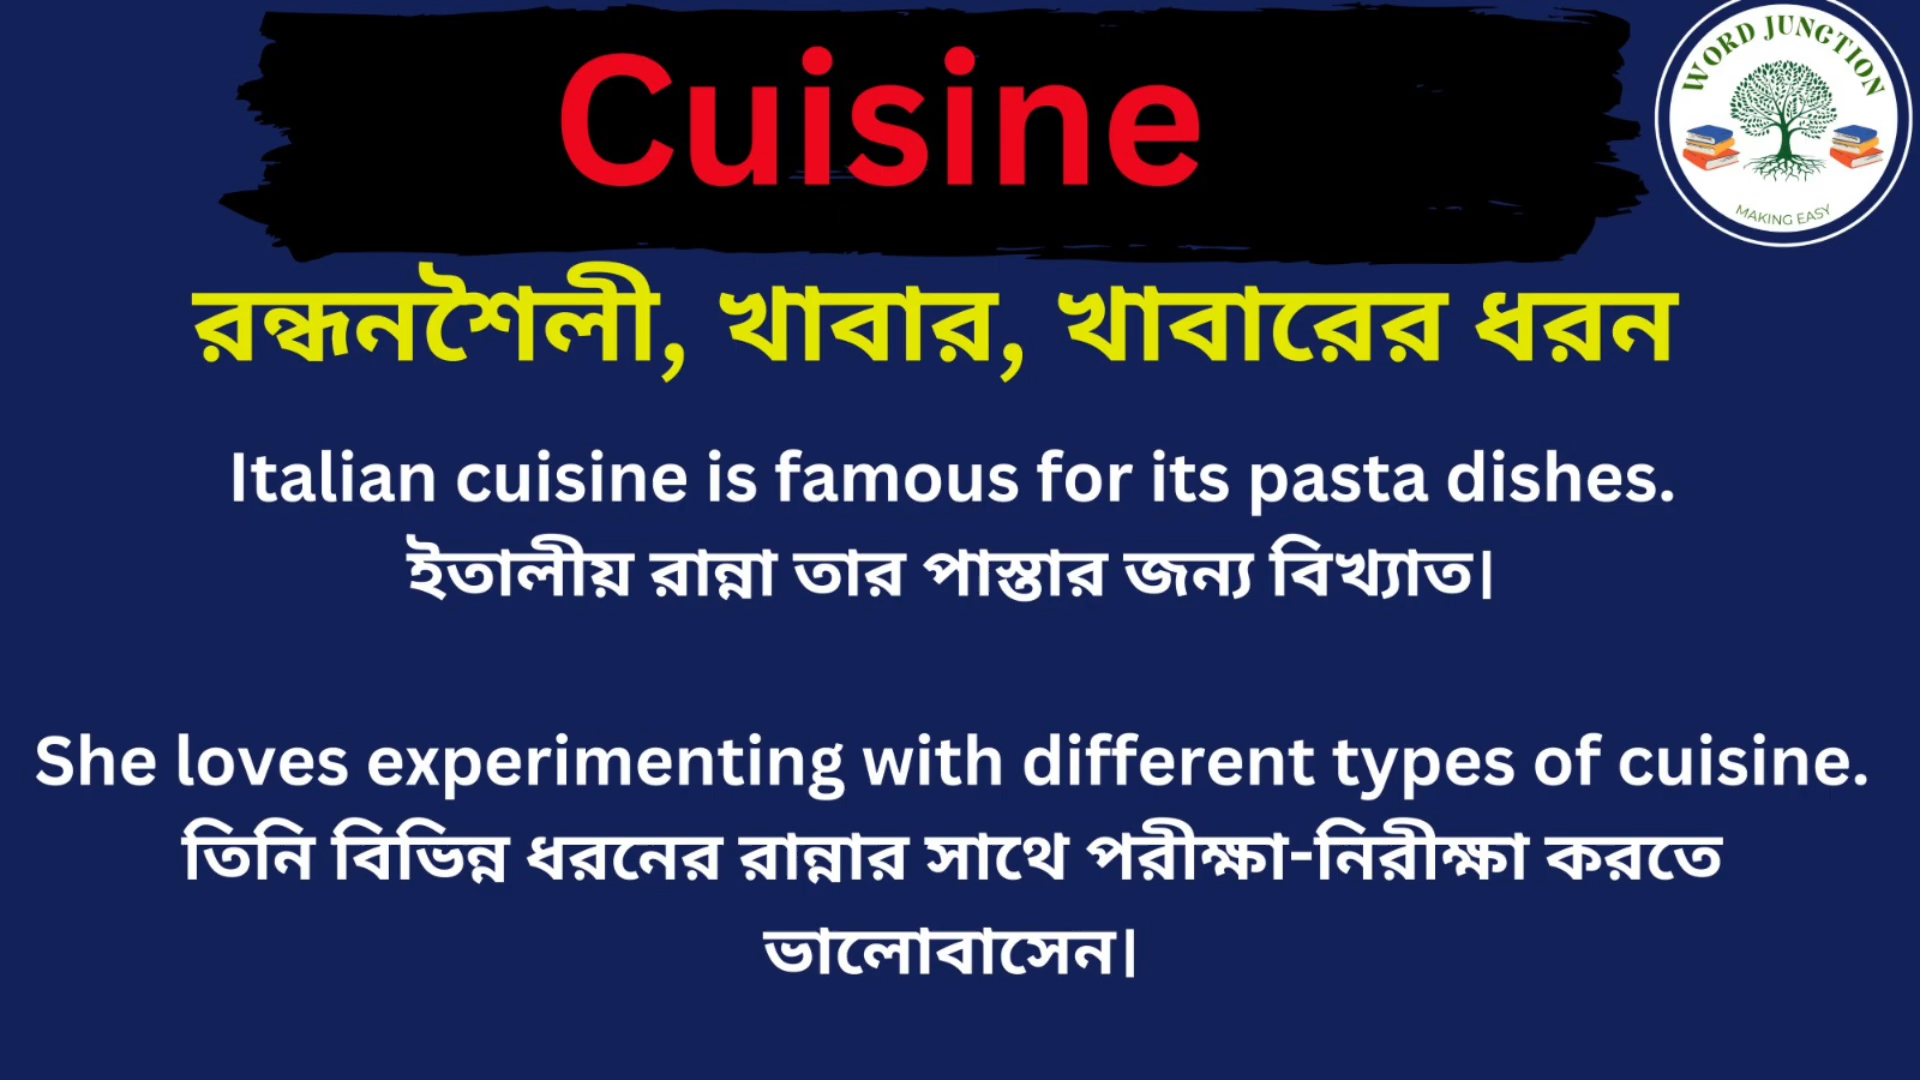 Cuisine
WORD JUNCTION
MAKING EASY
রন্ধনশৈলী, খাবার, খাবারের ধরন
Italian cuisine is famous for its pasta dishes.
ইতালীয় রান্না তার পাস্তার জন্য বিখ্যাত।
She loves experimenting with different types of cuisine.
তিনি বিভিন্ন ধরনের রান্নার সাথে পরীক্ষা-নিরীক্ষা করতে
ভালোবাসেন।